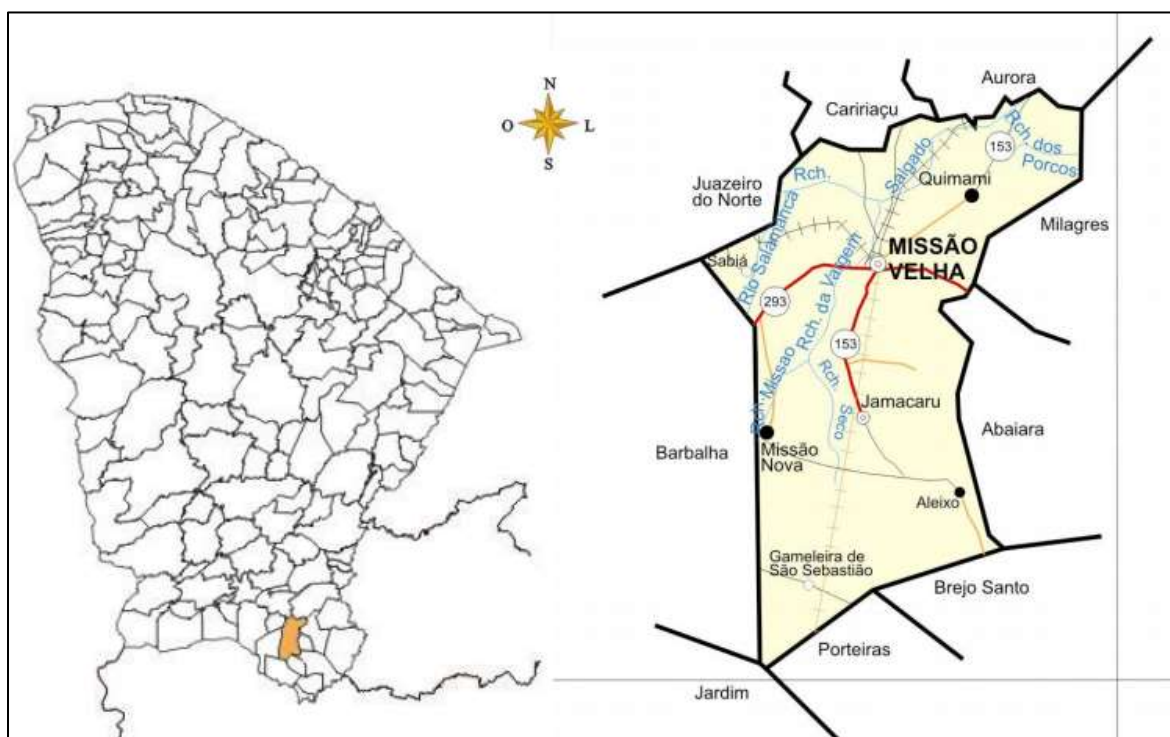 N
O
L
S
Aurora
Caririaçu
Rch. dos
Porcos
153
Salgado
Rch.
Quimami
Juazeiro
do Norte
Milagres
Rio Salamanca
MISSÃO
VELHA
Sabiá
Rch. da Vargem
293
153
Rch. Missao
Rch.
Seco
Jamacaru
Abaiara
Barbalha
Missão
Nova
Aleixo
Gameleira de
São Sebastião
Brejo Santo
Porteiras
Jardim